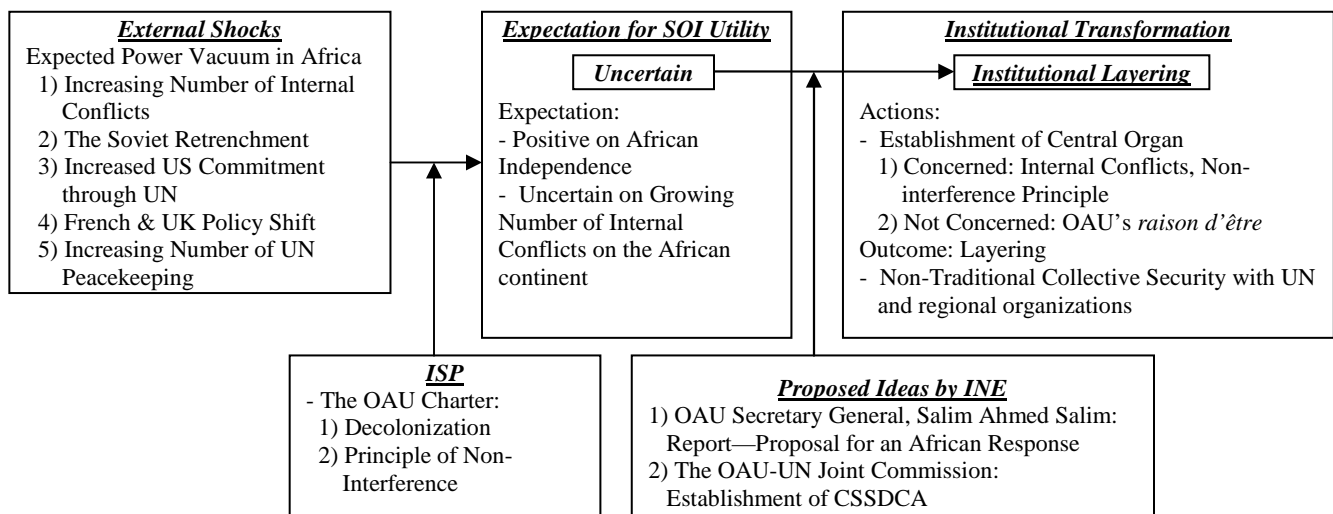 External Shocks
Expected Power Vacuum in Africa
1) Increasing Number of Internal
Conflicts
2) The Soviet Retrenchment
3) Increased US Commitment
through UN
4) French & UK Policy Shift
5) Increasing Number of UN
Peacekeeping
Expectation for SOI Utility
Uncertain
Expectation:
- Positive on African
Independence
- Uncertain on Growing
Number of Internal
Conflicts on the African
continent
Institutional Transformation
Institutional Layering
Actions:
- Establishment of Central Organ
1) Concerned: Internal Conflicts, Non-
interference Principle
2) Not Concerned: OAU's raison d'être
Outcome: Layering
- Non-Traditional Collective Security with UN
and regional organizations
ISP
- The OAU Charter:
1) Decolonization
2) Principle of Non-
Interference
Proposed Ideas by INE
1) OAU Secretary General, Salim Ahmed Salim:
Report—Proposal for an African Response
2) The OAU-UN Joint Commission:
Establishment of CSSDCA